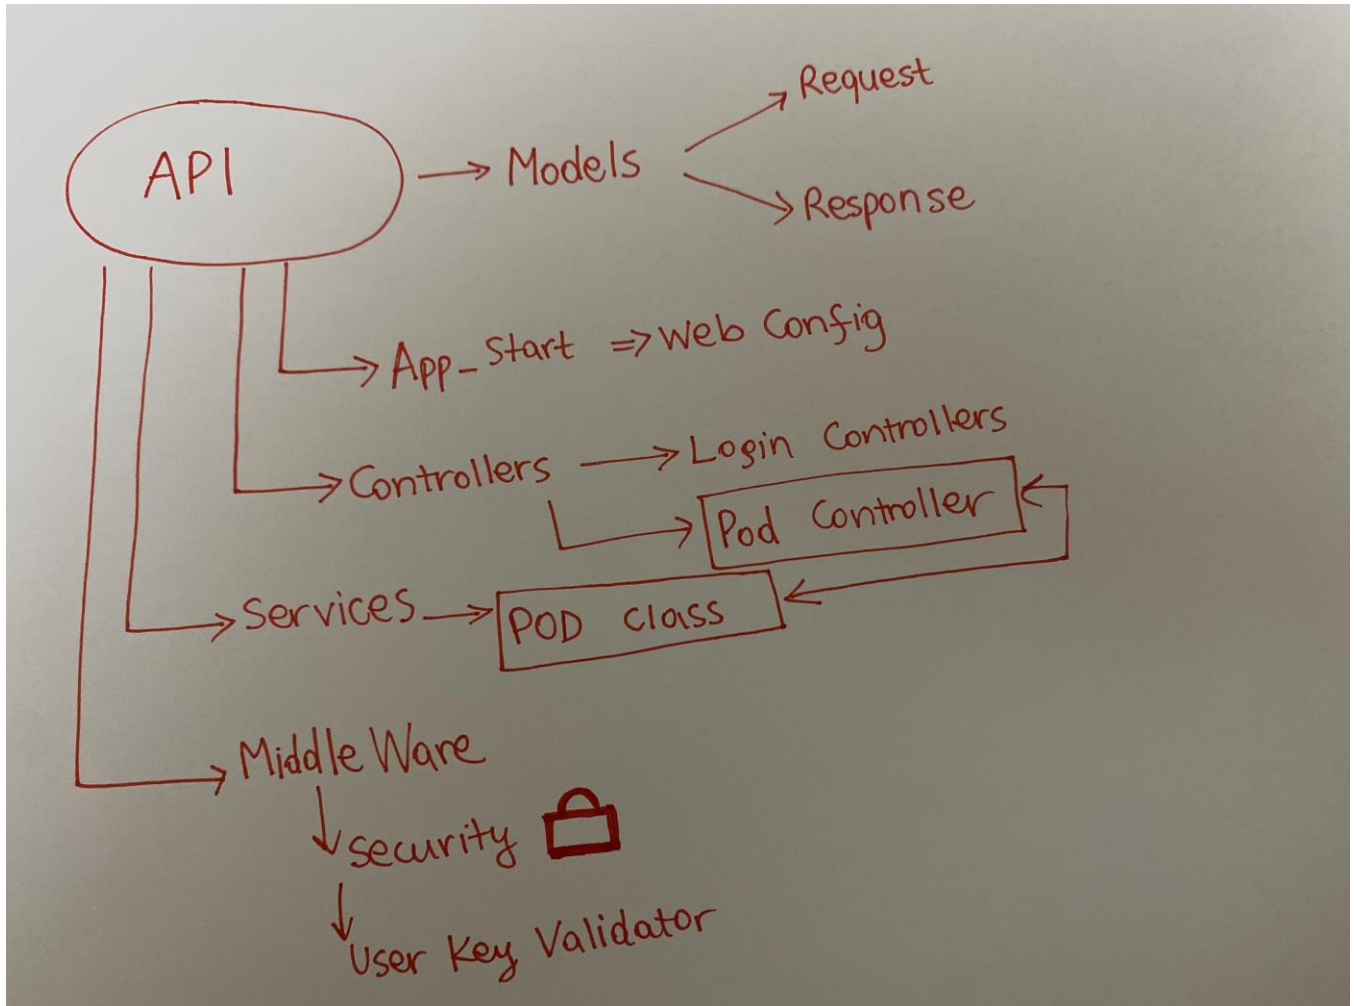 API → Models
Request
Response
App_Start ⇒ Web Config
Controllers → Login Controllers
Pod Controller
Services → POD Class
Middle Ware
Security
User Key Validator